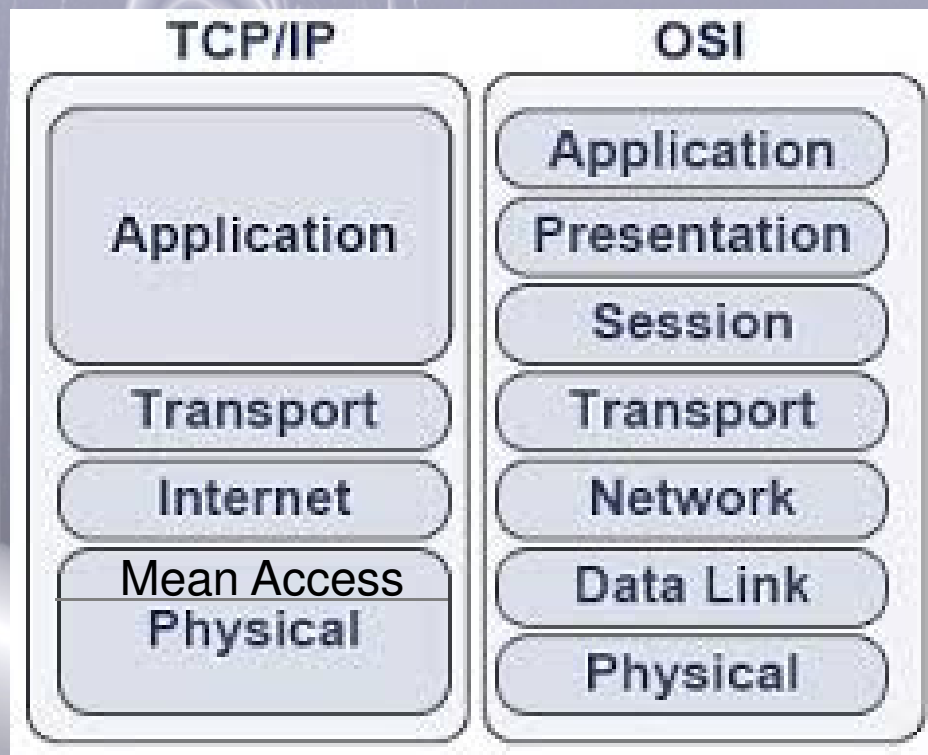 TCP/IP
Application
Transport
Internet
Mean Access
Physical
OSI
Application
Presentation
Session
Transport
Network
Data Link
Physical